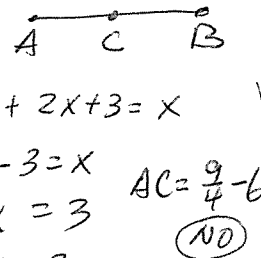 A C B
+ 2x+3 = x
-3 = x
= 3
AC = 9/4 - 6
NO